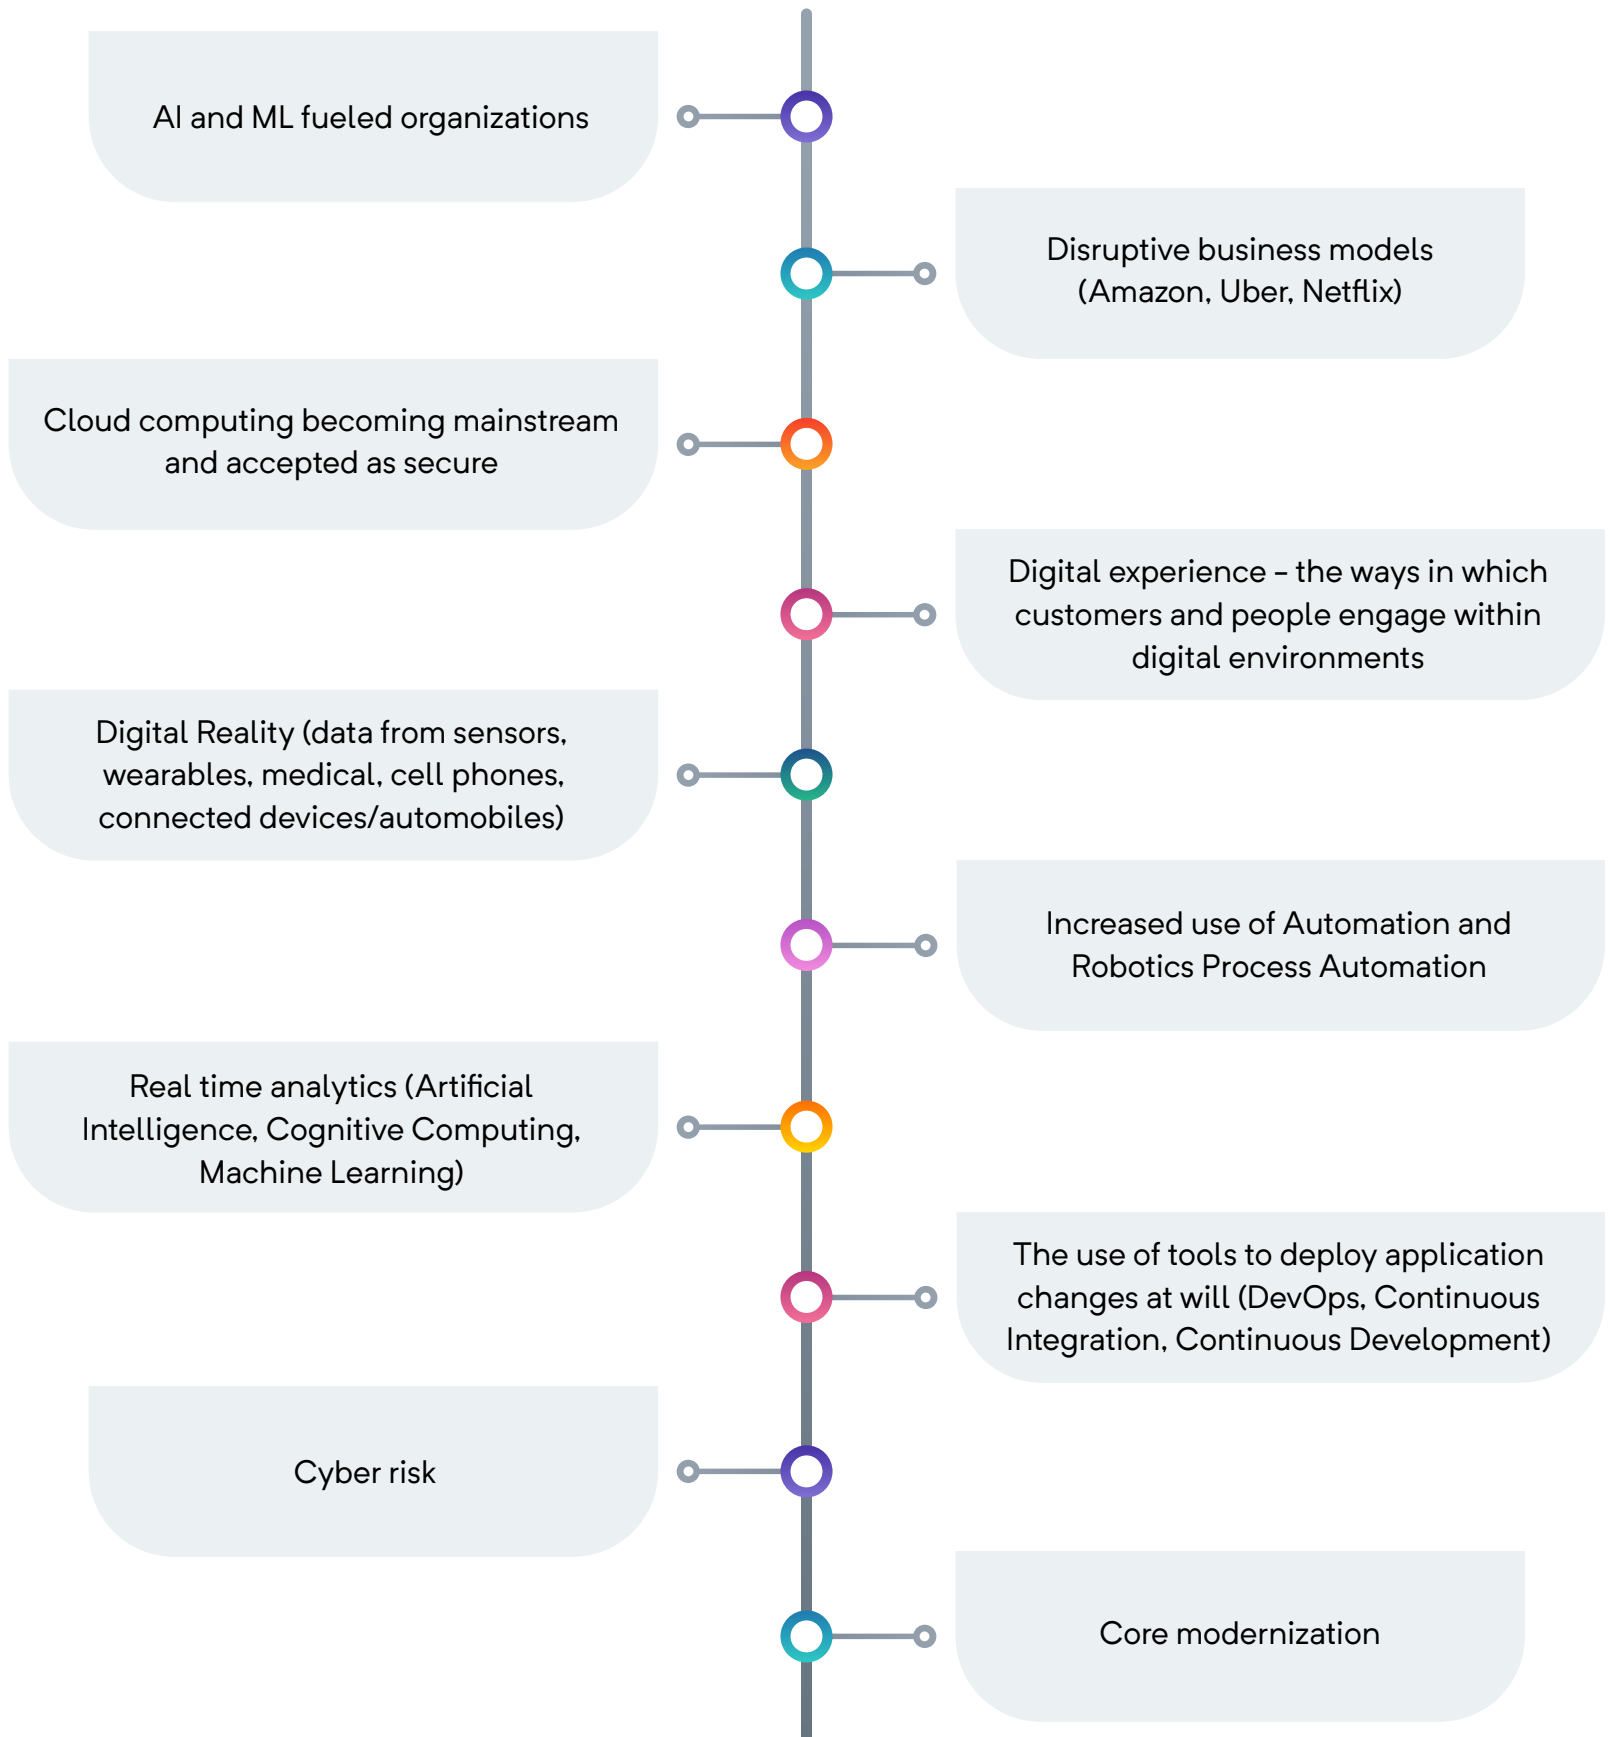 AI and ML fueled organizations
Disruptive business models
(Amazon, Uber, Netflix)
Cloud computing becoming mainstream
and accepted as secure
Digital experience – the ways in which
customers and people engage within
digital environments
Digital Reality (data from sensors,
wearables, medical, cell phones,
connected devices/automobiles)
Increased use of Automation and
Robotics Process Automation
Real time analytics (Artificial
Intelligence, Cognitive Computing,
Machine Learning)
The use of tools to deploy application
changes at will (DevOps, Continuous
Integration, Continuous Development)
Cyber risk
Core modernization